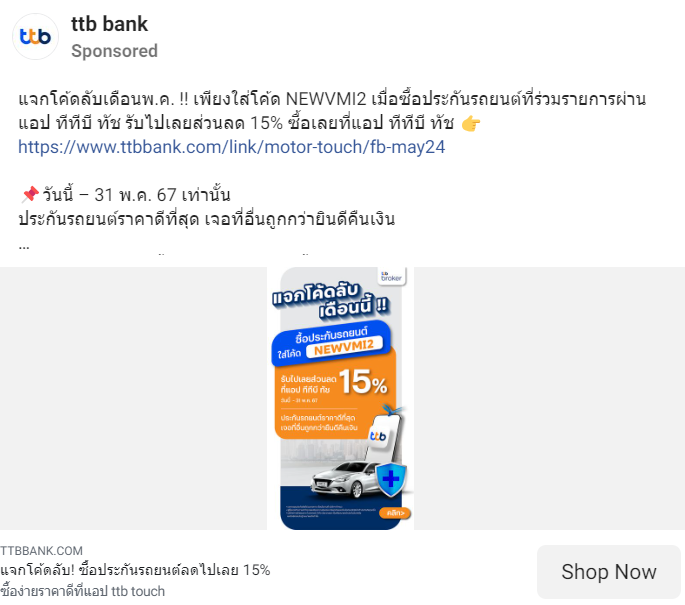 ttb
ttb bank
Sponsored
แจกโค้ดลับเดือนพ.ค. !! เพียงใส่โค้ด NEWVMI2 เมื่อซื้อประกันรถยนต์ที่ร่วมรายการผ่าน
แอป ทีทีบี ทัช รับไปเลยส่วนลด 15% ซื้อเลยที่แอป ทีทีบี ทัช 👉
https://www.ttbbank.com/link/motor-touch/fb-may24
📌วันนี้ – 31 พ.ค. 67 เท่านั้น
ประกันรถยนต์ราคาดีที่สุด เจอที่อื่นถูกกว่ายินดีคืนเงิน
...
broker
แจกโค้ดลับ
เดือนนี้ !!
ซื้อประกันรถยนต์
ใส่โค้ด NEWVMI2
รับไปเลยส่วนลด
ที่แอป ทีทีบี ทัช
15%
วันนี้ – 31 พ.ค. 67
ประกันรถยนต์ราคาดีที่สุด
เจอที่อื่นถูกกว่ายินดีคืนเงิน
ttb
คลิก>
TTBBANK.COM
แจกโค้ดลับ! ซื้อประกันรถยนต์ลดไปเลย 15%
ซื้อง่ายราคาดีที่แอป ttb touch
Shop Now